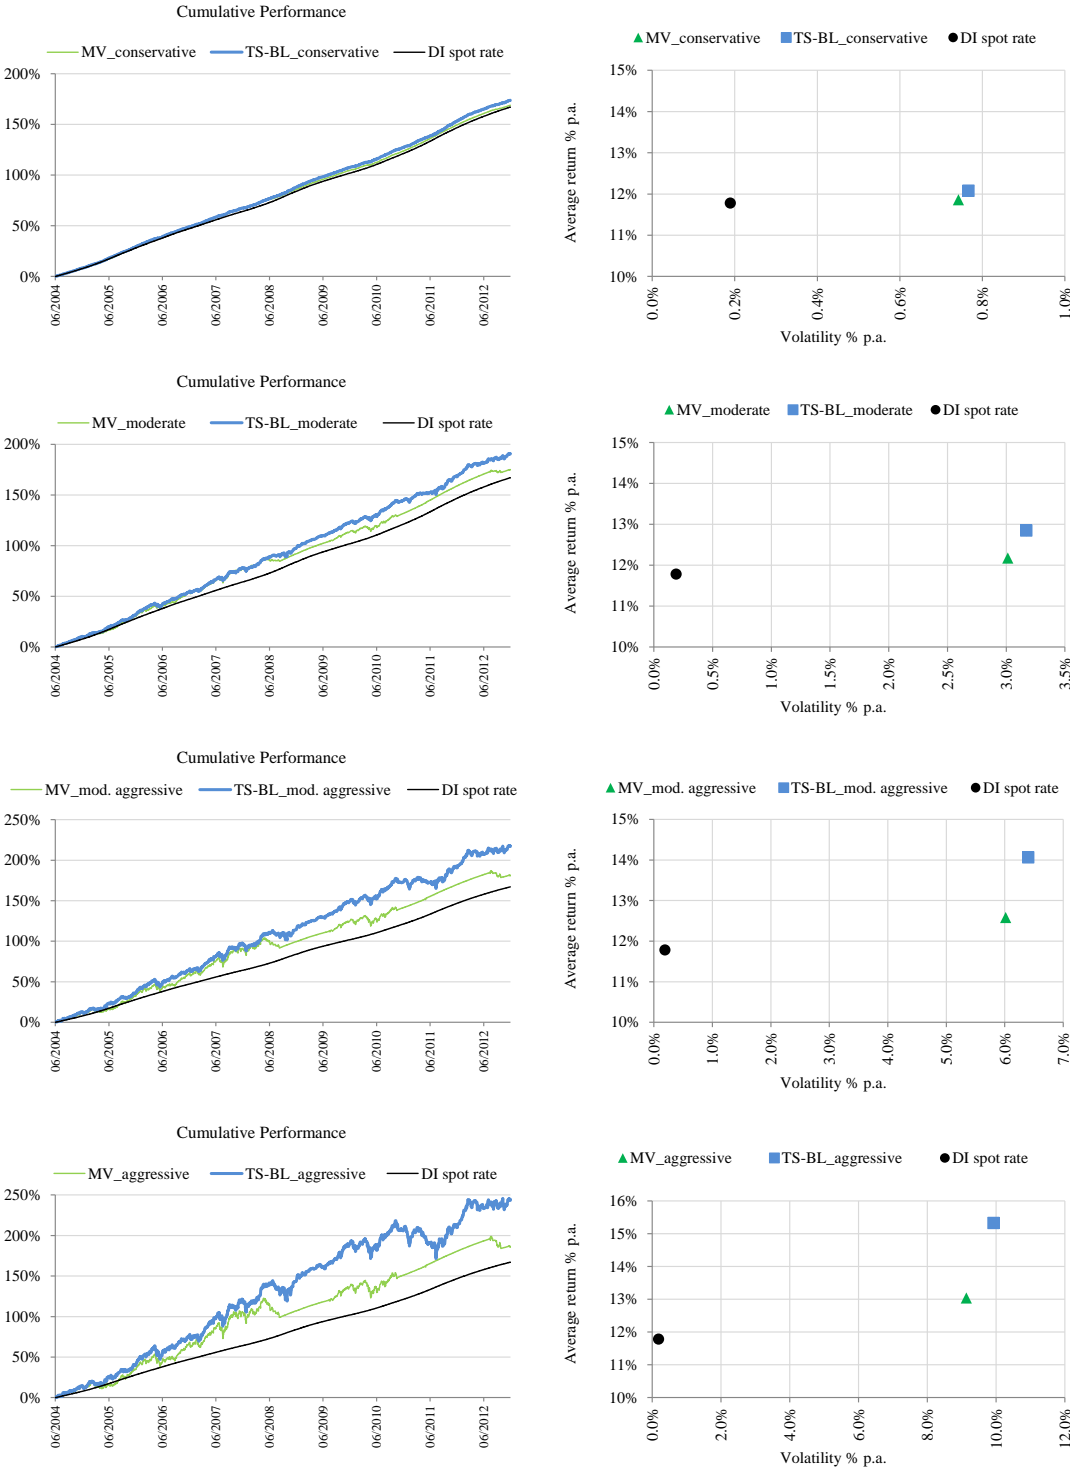 Cumulative Performance
MV_conservative TS-BL_conservative DI spot rate
200%
150%
100%
50%
0%
06/2004 06/2005 06/2006 06/2007 06/2008 06/2009 06/2010 06/2011 06/2012
MV_conservative TS-BL_conservative DI spot rate
Average return % p.a.
15%
14%
13%
12%
11%
10%
0.0% 0.2% 0.4% 0.6% 0.8% 1.0%
Volatility % p.a.
Cumulative Performance
MV_moderate TS-BL_moderate DI spot rate
200%
150%
100%
50%
0%
06/2004 06/2005 06/2006 06/2007 06/2008 06/2009 06/2010 06/2011 06/2012
MV_moderate TS-BL_moderate DI spot rate
Average return % p.a.
15%
14%
13%
12%
11%
10%
0.0% 0.5% 1.0% 1.5% 2.0% 2.5% 3.0% 3.5%
Volatility % p.a.
Cumulative Performance
MV_mod. aggressive TS-BL_mod. aggressive DI spot rate
250%
200%
150%
100%
50%
0%
06/2004 06/2005 06/2006 06/2007 06/2008 06/2009 06/2010 06/2011 06/2012
MV_mod. aggressive TS-BL_mod. aggressive DI spot rate
Average return % p.a.
15%
14%
13%
12%
11%
10%
0.0% 1.0% 2.0% 3.0% 4.0% 5.0% 6.0% 7.0%
Volatility % p.a.
Cumulative Performance
MV_aggressive TS-BL_aggressive DI spot rate
250%
200%
150%
100%
50%
0%
06/2004 06/2005 06/2006 06/2007 06/2008 06/2009 06/2010 06/2011 06/2012
MV_aggressive TS-BL_aggressive DI spot rate
Average return % p.a.
16%
15%
14%
13%
12%
11%
10%
0.0% 2.0% 4.0% 6.0% 8.0% 10.0% 12.0%
Volatility % p.a.